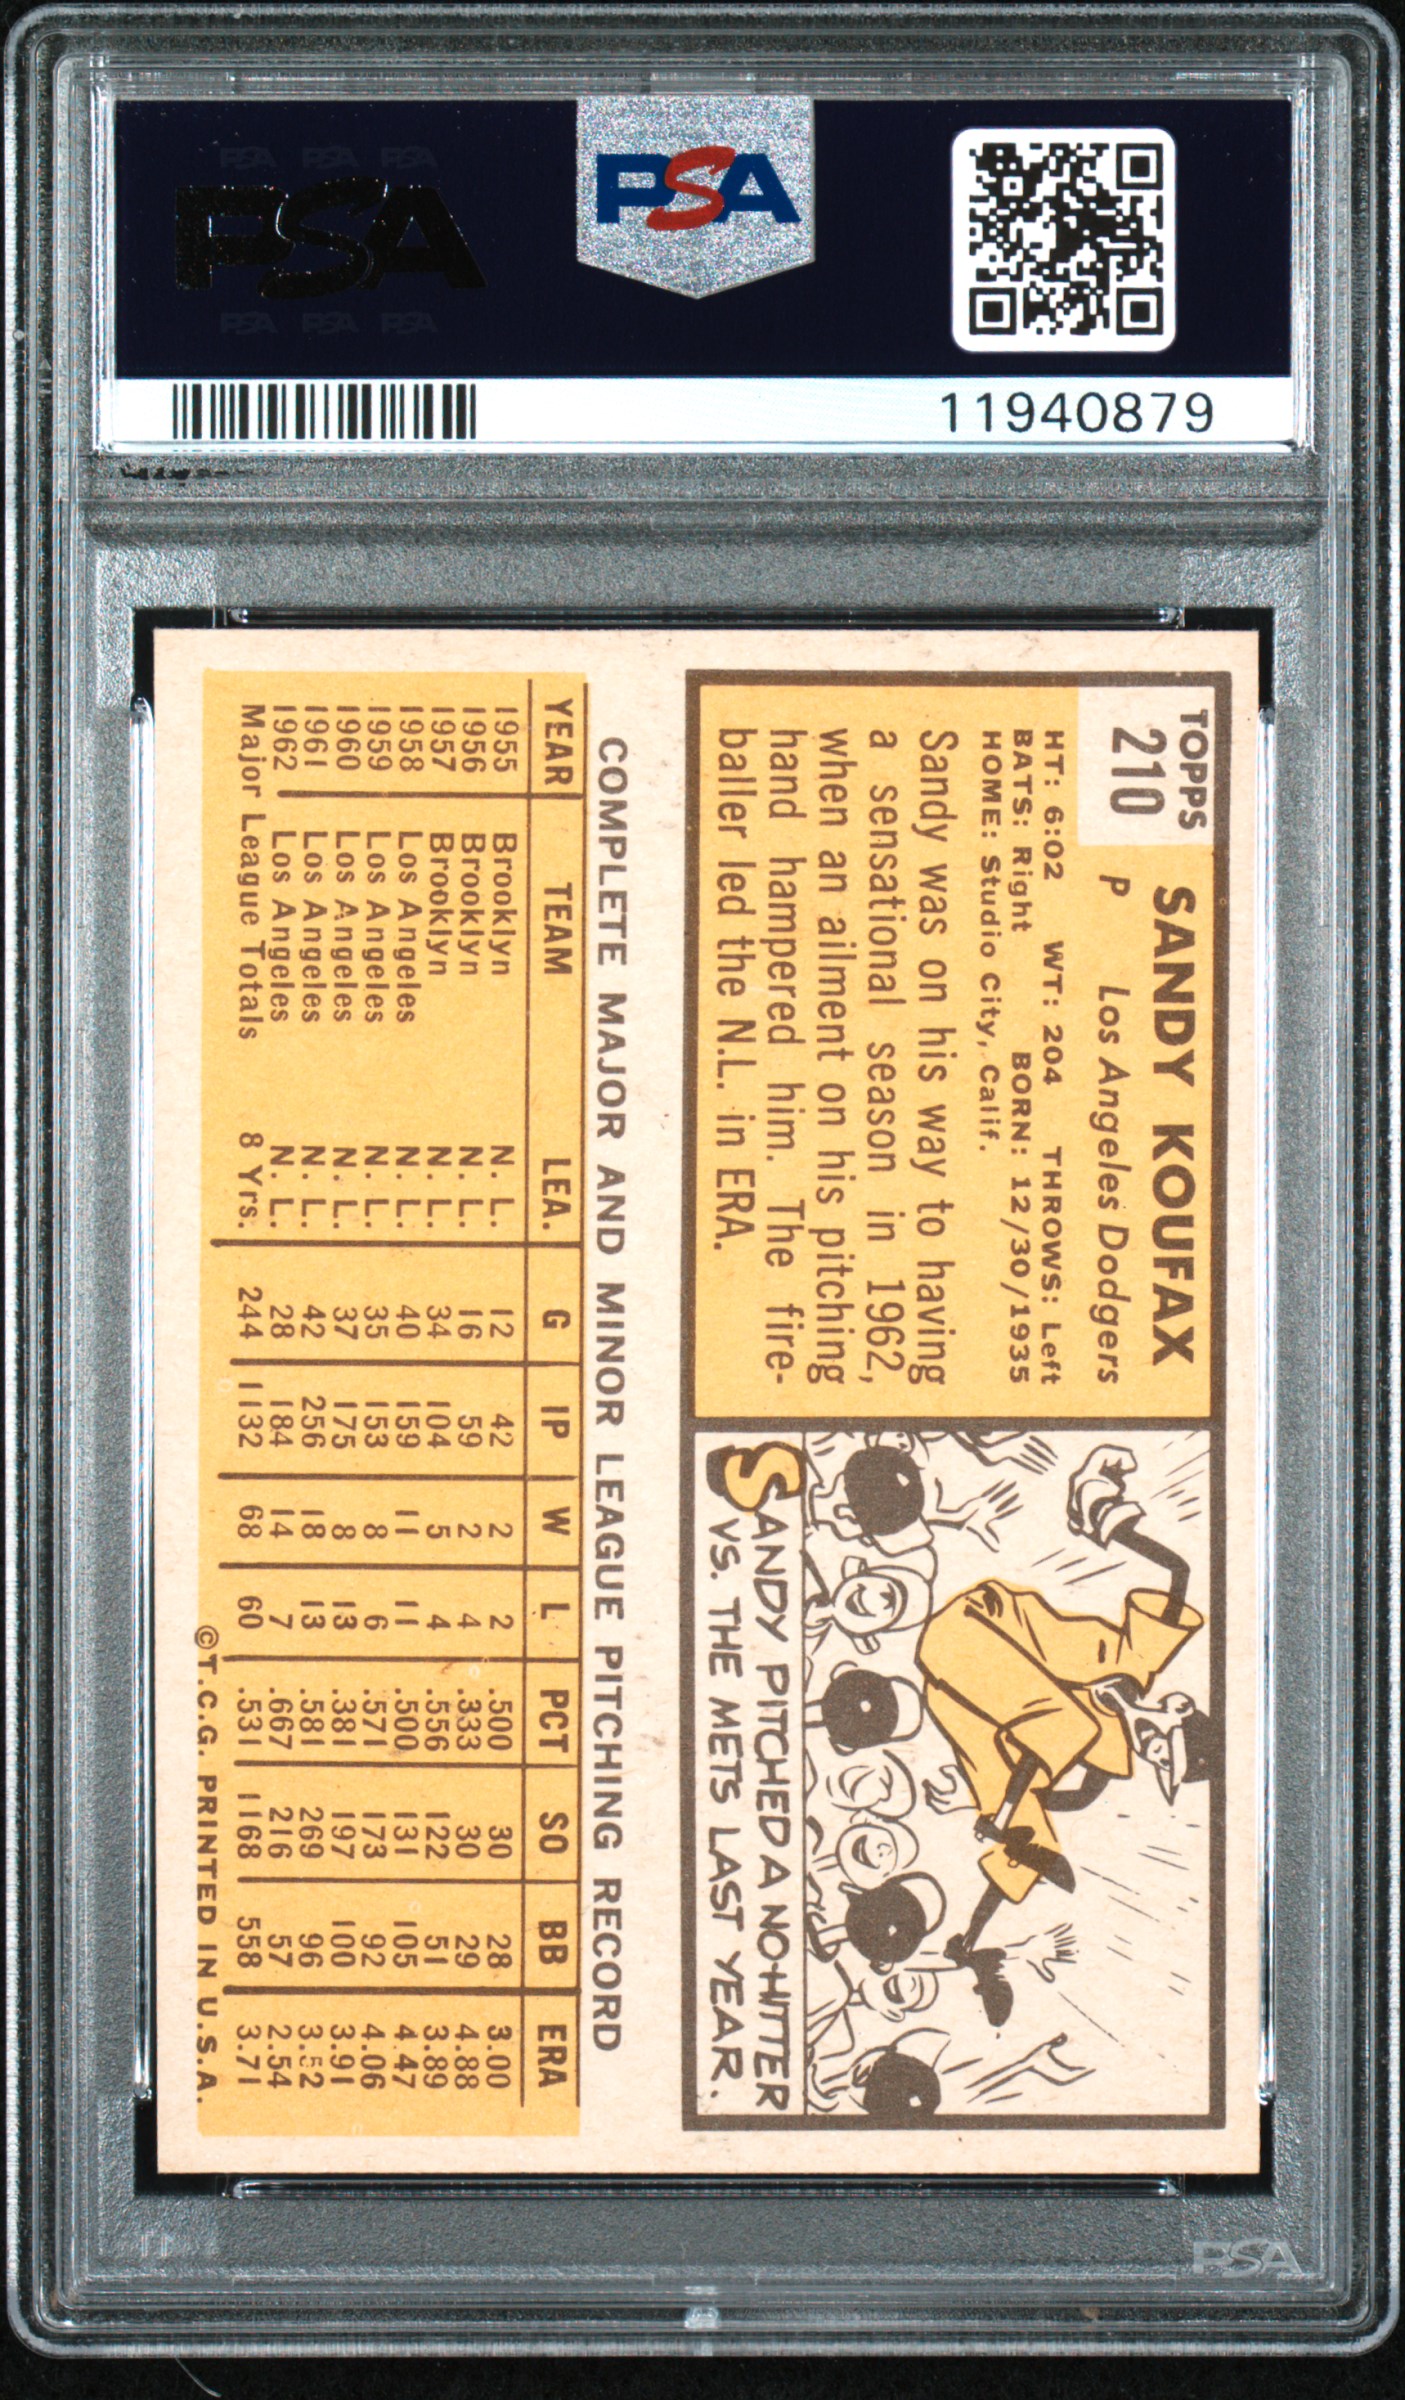 PSA PSA PSA
PSA
PSA PSA PSA
PSA
11940879
TOPPS
210
SANDY KOUFAX
P Los Angeles Dodgers
HT: 6:02 WT: 204 THROWS: Left
BATS: Right BORN: 12/30/1935
HOME: Studio City, Calif.
Sandy was on his way to having
a sensational season in 1962,
when an ailment on his pitching
hand hampered him. The fire-
baller led the N.L. in ERA.
SANDY PITCHED A NO-HITTER
VS. THE METS LAST YEAR.
COMPLETE MAJOR AND MINOR LEAGUE PITCHING RECORD
YEAR TEAM LEA. G IP W L PCT SO BB ERA
1955 Brooklyn N. L. 12 42 2 2 .500 30 28 3.00
1956 Brooklyn N. L. 16 59 2 4 .333 30 29 4.88
1957 Brooklyn N. L. 34 104 5 4 .556 122 51 3.89
1958 Los Angeles N. L. 40 159 11 11 .500 131 105 4.47
1959 Los Angeles N. L. 35 153 8 6 .571 173 92 4.06
1960 Los Angeles N. L. 37 175 8 13 .381 197 100 3.91
1961 Los Angeles N. L. 42 256 18 13 .581 269 96 3.52
1962 Los Angeles N. L. 28 184 14 7 .667 216 57 2.54
Major League Totals 8 Yrs. 244 1132 68 60 .531 1168 558 3.71
©T.C.G. PRINTED IN U.S.A.
PSA